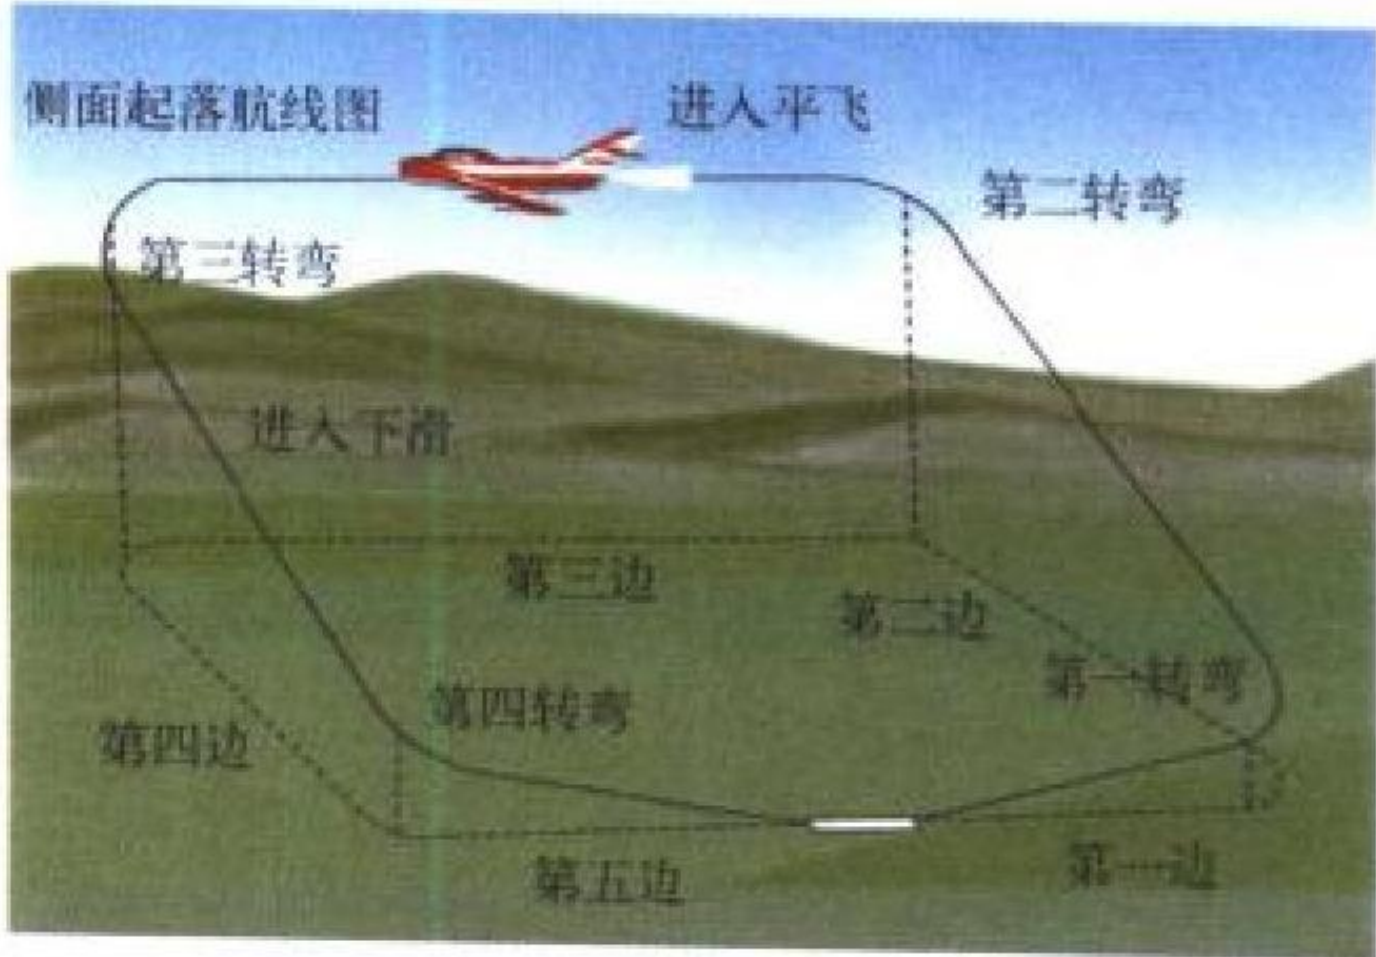 侧面起落航线图
进入平飞
第二转弯
第三转弯
进入下滑
第三边
第二边
第一转弯
第四转弯
第四边
第五边
第一边